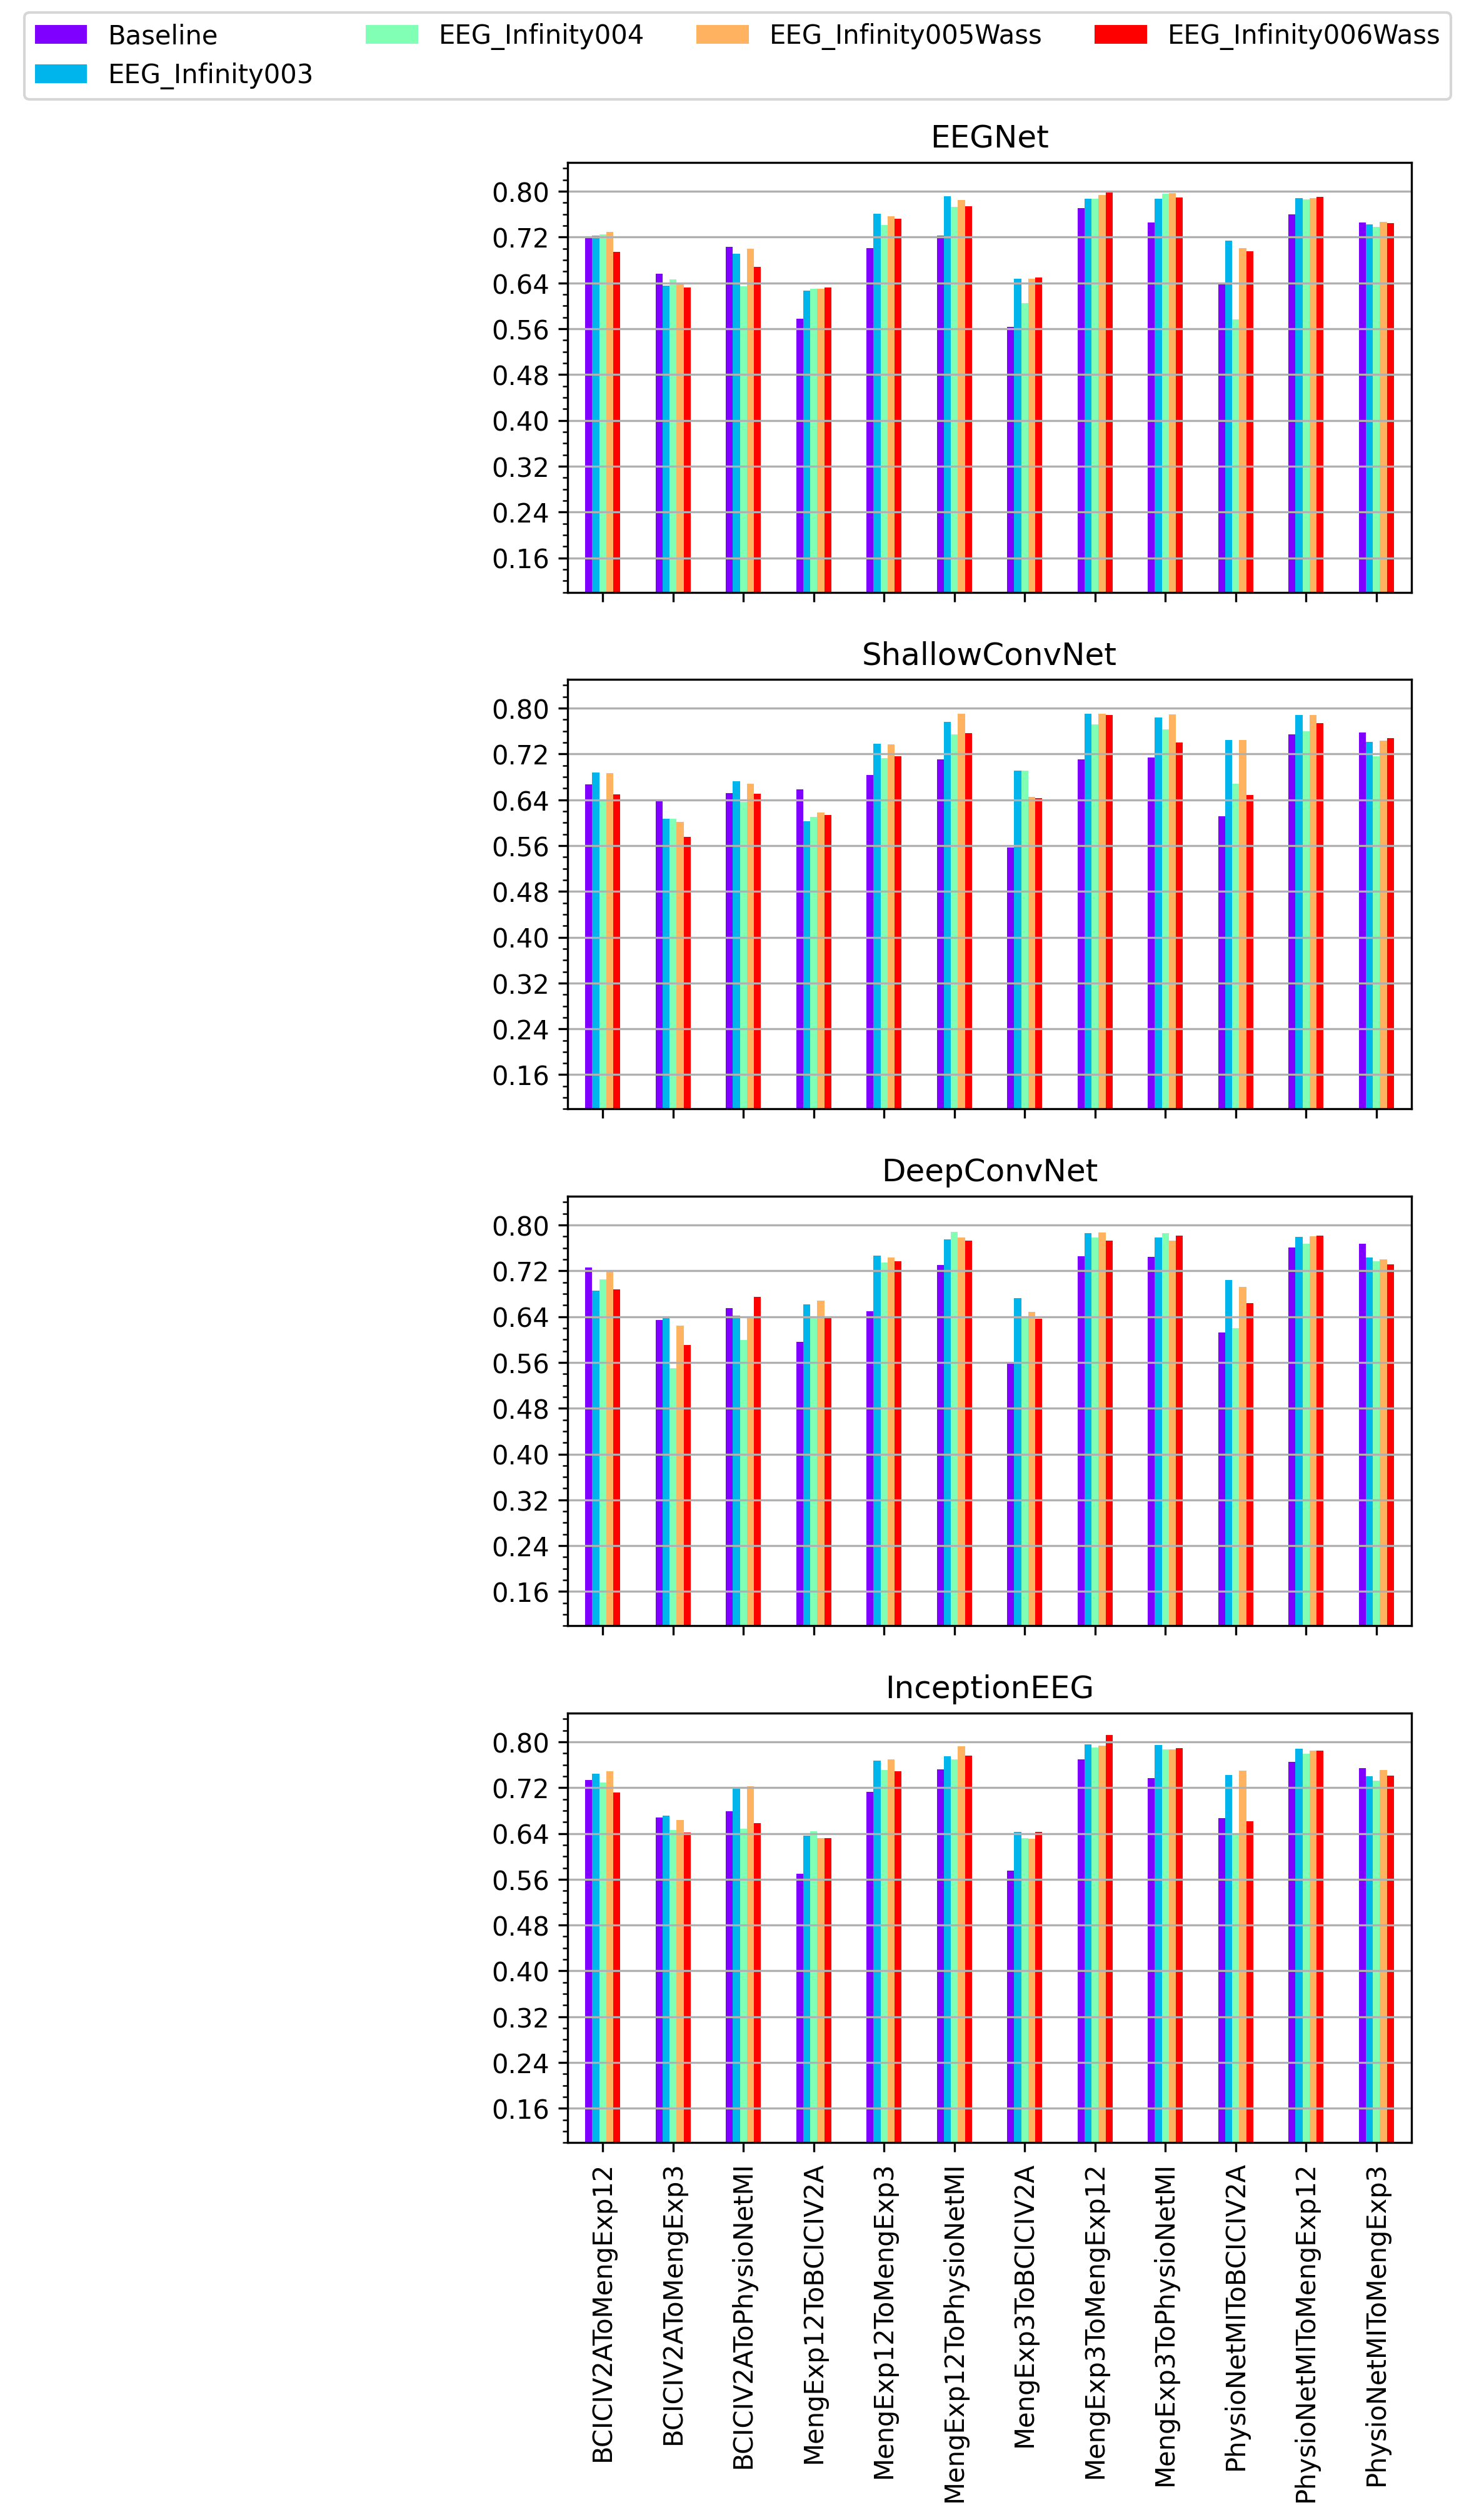 Baseline
EEG_Infinity003
EEG_Infinity004
EEG_Infinity005Wass
EEG_Infinity006Wass
EEGNet
0.80
0.72
0.64
0.56
0.48
0.40
0.32
0.24
0.16
ShallowConvNet
0.80
0.72
0.64
0.56
0.48
0.40
0.32
0.24
0.16
DeepConvNet
0.80
0.72
0.64
0.56
0.48
0.40
0.32
0.24
0.16
InceptionEEG
0.80
0.72
0.64
0.56
0.48
0.40
0.32
0.24
0.16
BCICIV2AToMengExp12
BCICIV2AToMengExp3
BCICIV2AToPhysioNetMI
MengExp12ToBCICIV2A
MengExp12ToMengExp3
MengExp12ToPhysioNetMI
MengExp3ToBCICIV2A
MengExp3ToMengExp12
MengExp3ToPhysioNetMI
PhysioNetMIToBCICIV2A
PhysioNetMIToMengExp12
PhysioNetMIToMengExp3